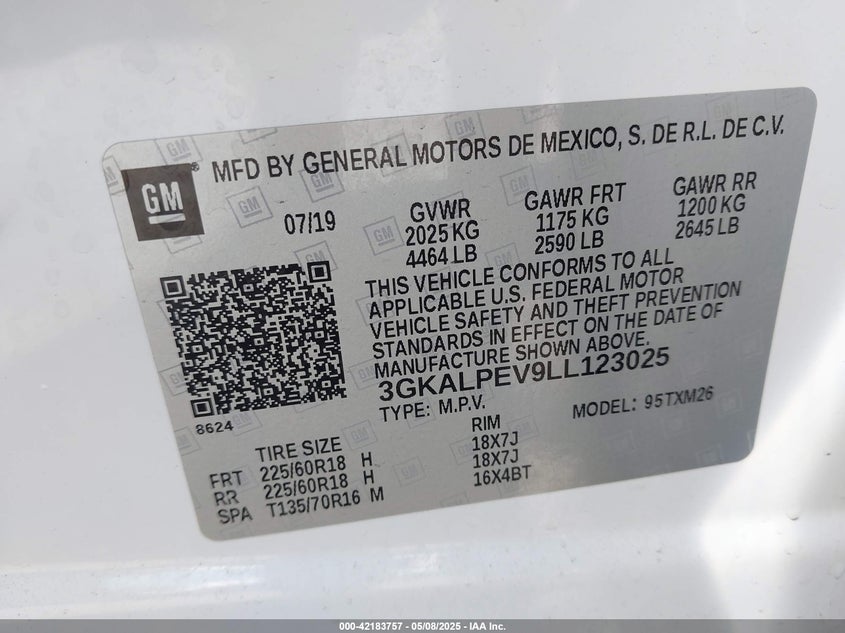 GM
MFD BY GENERAL MOTORS DE MEXICO, S. DE R.L. DE C.V.
07/19
GVWR
2025 KG
4464 LB
GAWR FRT
1175 KG
2590 LB
GAWR RR
1200 KG
2645 LB
THIS VEHICLE CONFORMS TO ALL
APPLICABLE U.S. FEDERAL MOTOR
VEHICLE SAFETY AND THEFT PREVENTION
STANDARDS IN EFFECT ON THE DATE OF
MANUFACTURE SHOWN ABOVE.
3GKALPEV9LL123025
TYPE: M.P.V.
MODEL: 95TXM26
8624
TIRE SIZE RIM
FRT 225/60R18 H 18X7J
RR 225/60R18 H 18X7J
SPA T135/70R16 M 16X4BT
000-42183757 - 05/08/2025 - IAA Inc.